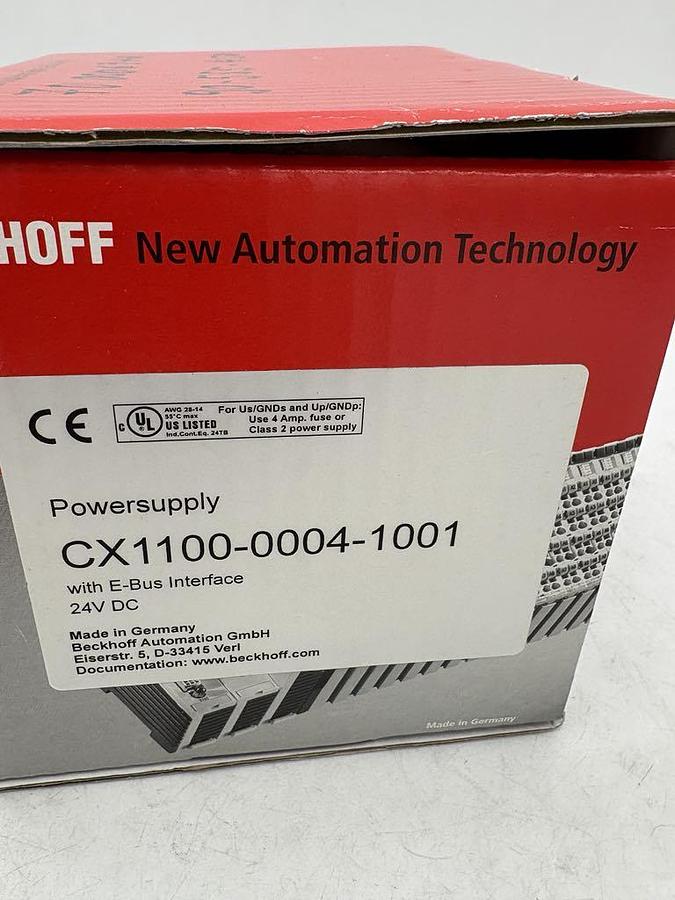 HOFF New Automation Technology
CE
c UL US LISTED
AWG 28-14
55°C max
Ind.Cont.Eq. 24TB
For Us/GNDs and Up/GNDp:
Use 4 Amp. fuse or
Class 2 power supply
Powersupply
CX1100-0004-1001
with E-Bus Interface
24V DC
Made in Germany
Beckhoff Automation GmbH
Eiserstr. 5, D-33415 Verl
Documentation: www.beckhoff.com
Made in Germany